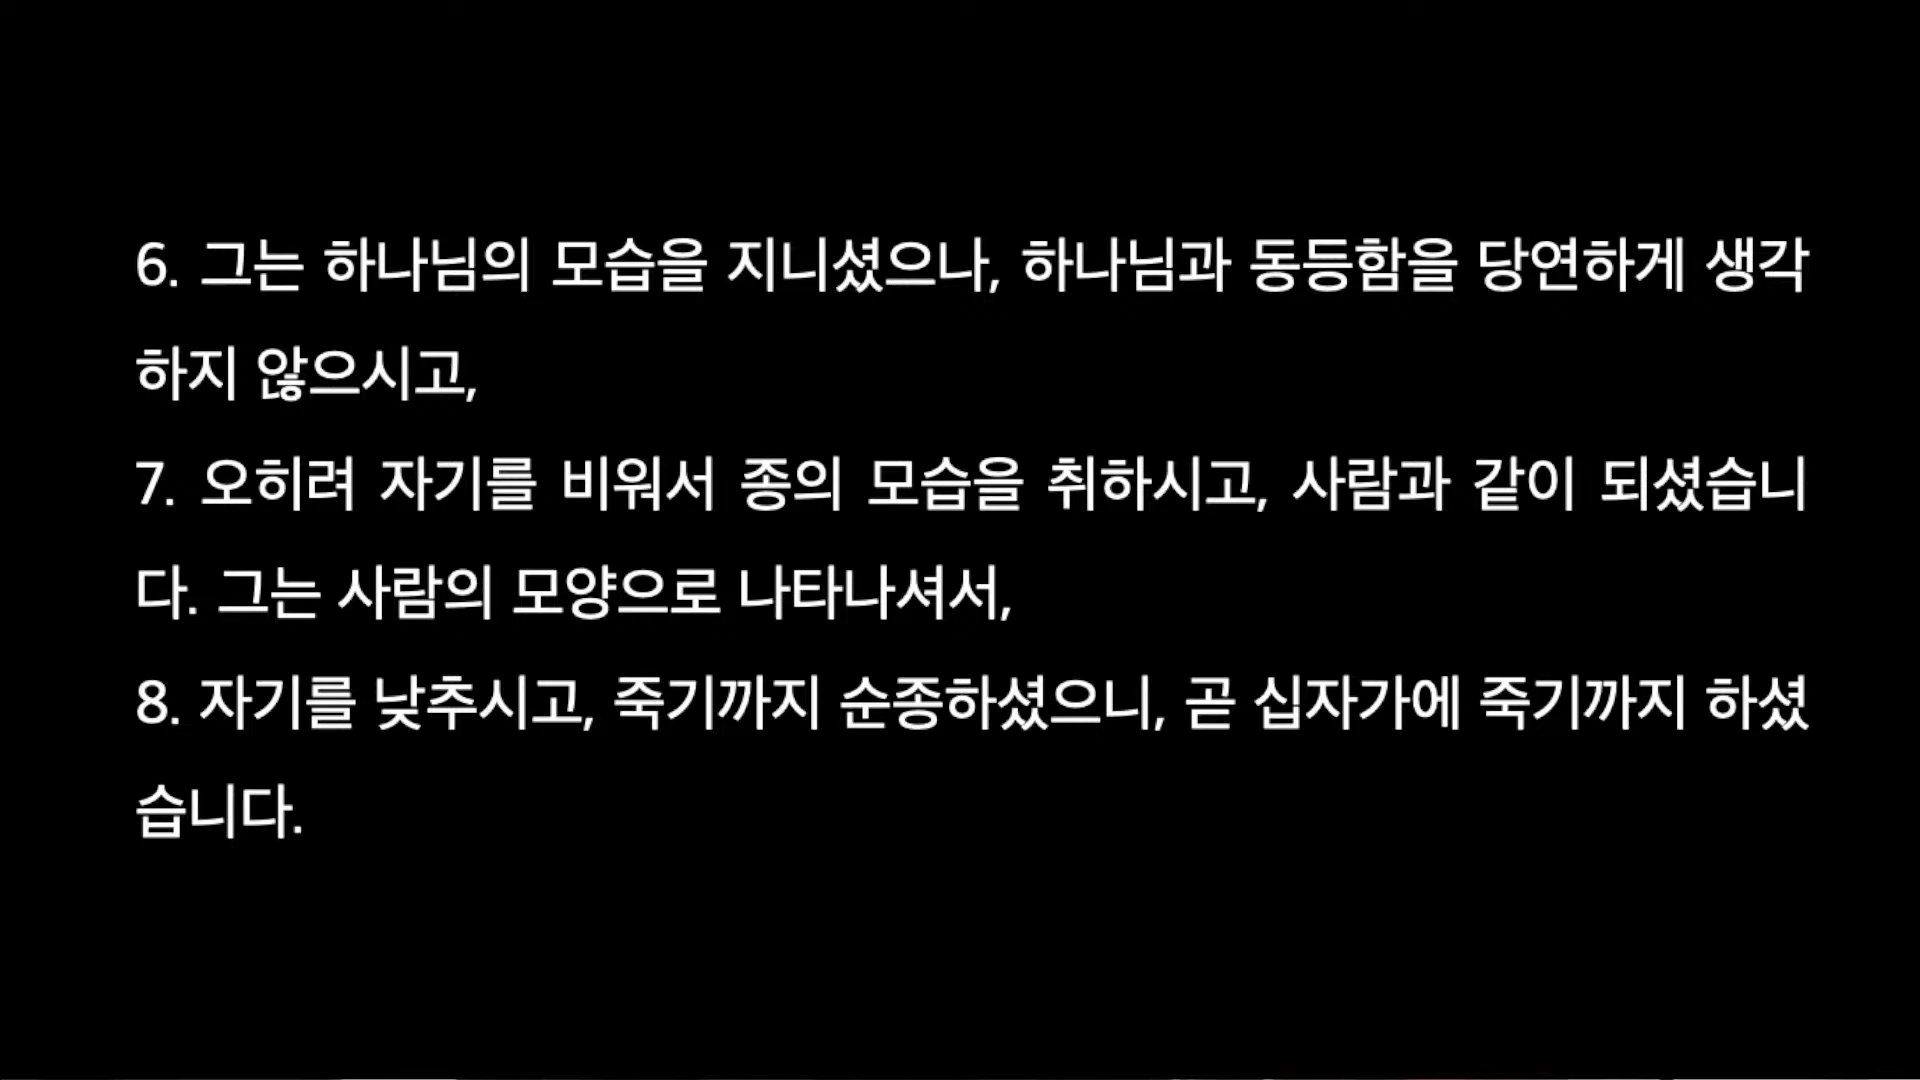 6. 그는 하나님의 모습을 지니셨으나, 하나님과 동등함을 당연하게 생각
하지 않으시고,
7. 오히려 자기를 비워서 종의 모습을 취하시고, 사람과 같이 되셨습니
다. 그는 사람의 모양으로 나타나셔서,
8. 자기를 낮추시고, 죽기까지 순종하셨으니, 곧 십자가에 죽기까지 하셨
습니다.